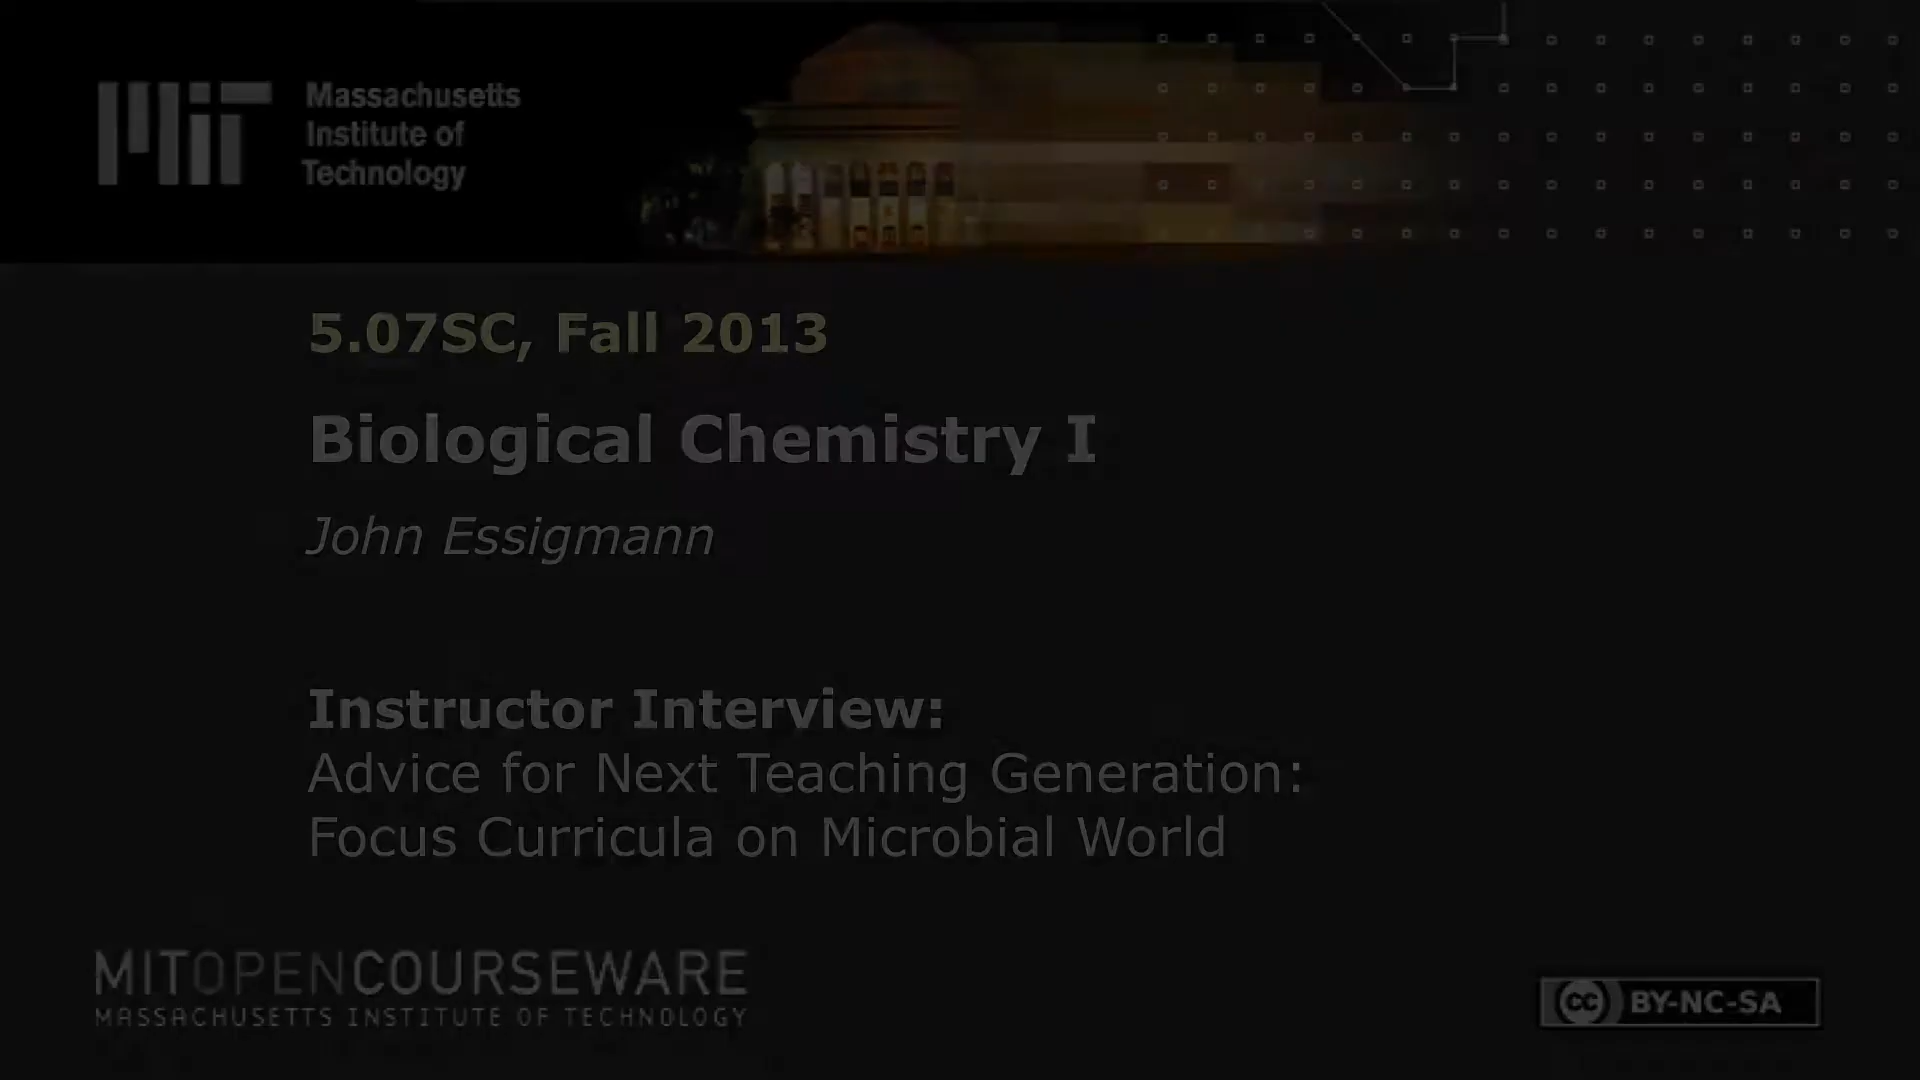 Massachusetts
Institute of
Technology
5.07SC, Fall 2013
Biological Chemistry I
John Essigmann
Instructor Interview:
Advice for Next Teaching Generation:
Focus Curricula on Microbial World
MITOPENCOURSEWARE
MASSACHUSETTS INSTITUTE OF TECHNOLOGY
cc BY-NC-SA